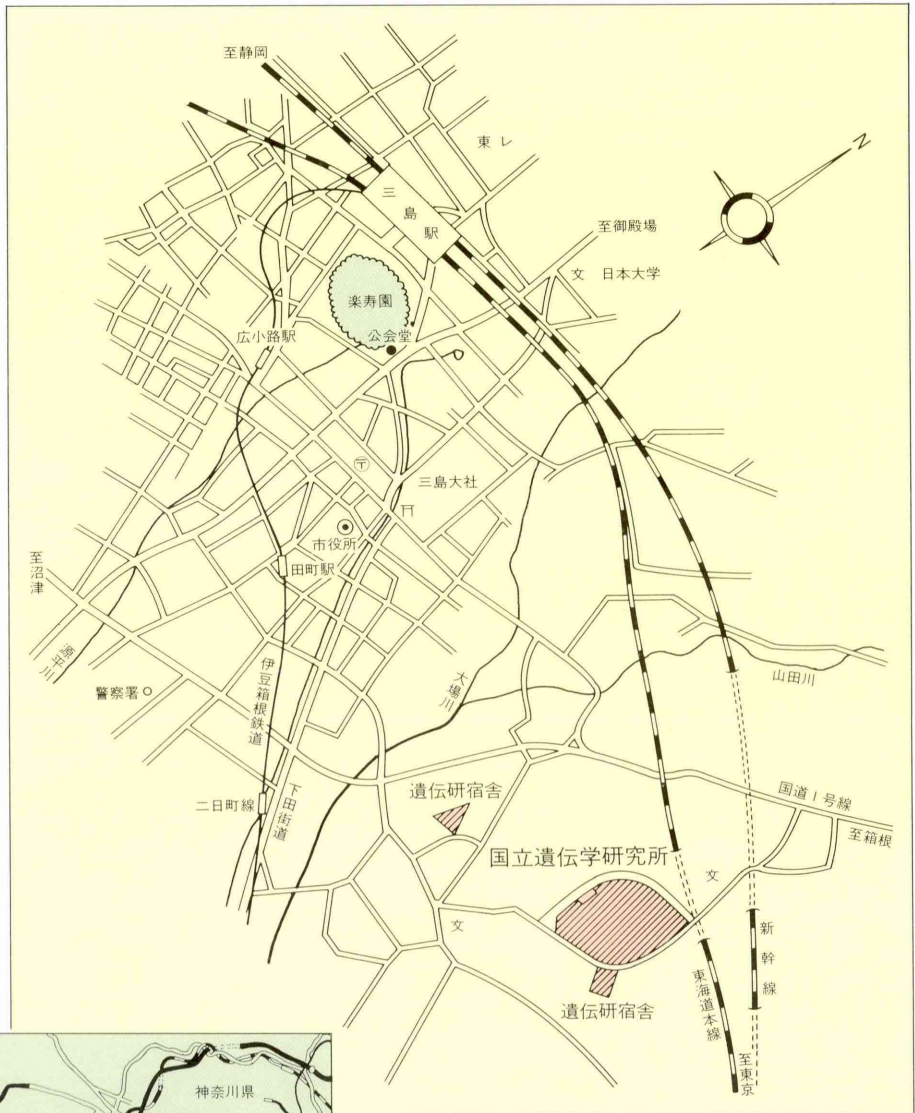 至静岡
東レ
N
三島駅
至御殿場
文 日本大学
楽寿園
広小路駅
公会堂
〒
三島大社
市役所
田町駅
至沼津
源平川
警察署
伊豆箱根鉄道
大場川
山田川
二日町線
下田街道
遺伝研宿舎
国道1号線
至箱根
国立遺伝学研究所
文
文
新幹線
遺伝研宿舎
東海道本線
至東京
神奈川県